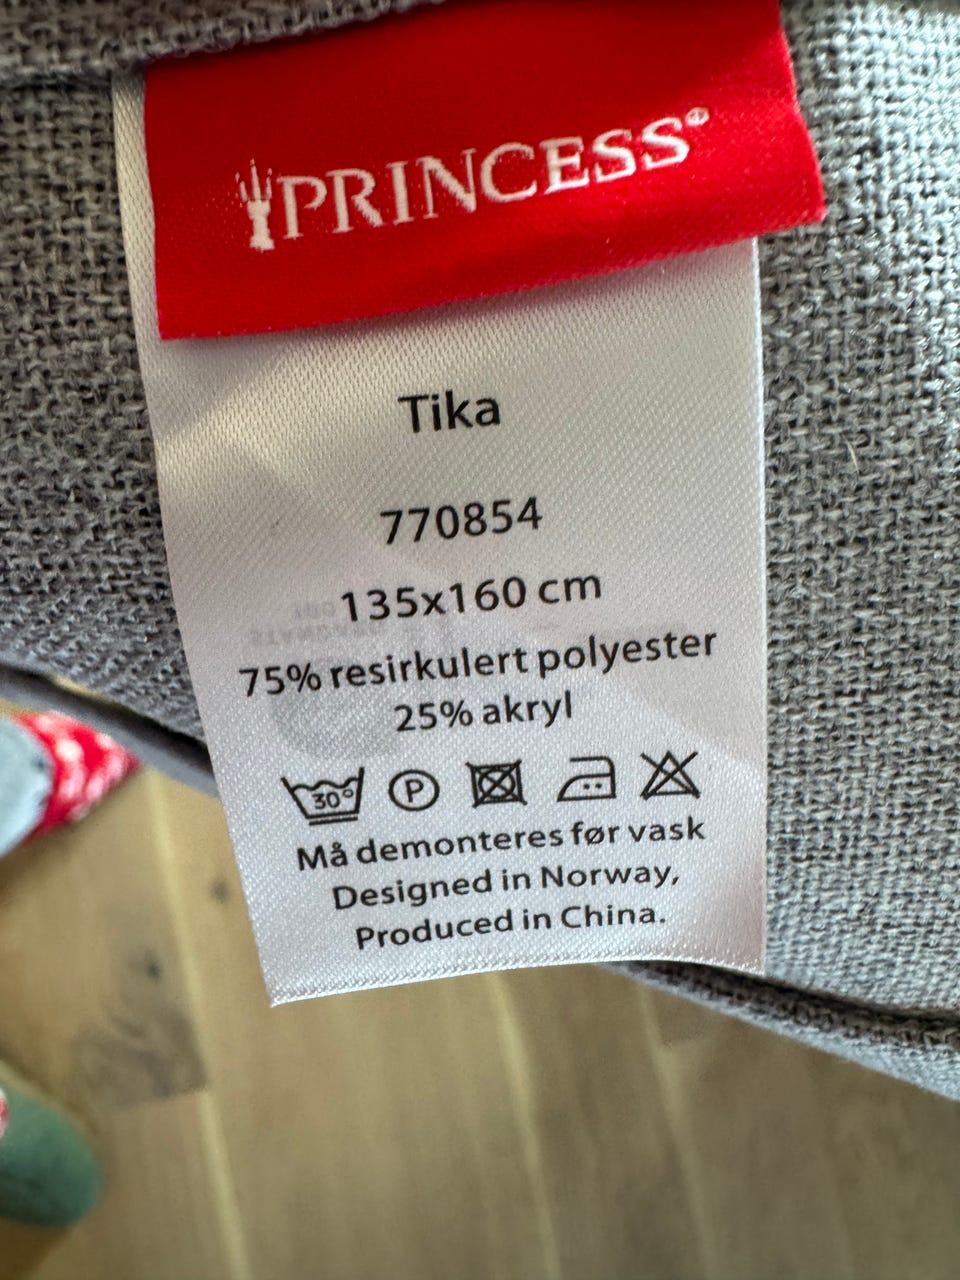 PRINCESS®
Tika
770854
135x160 cm
75% resirkulert polyester
25% akryl
30° P
Må demonteres før vask
Designed in Norway,
Produced in China.